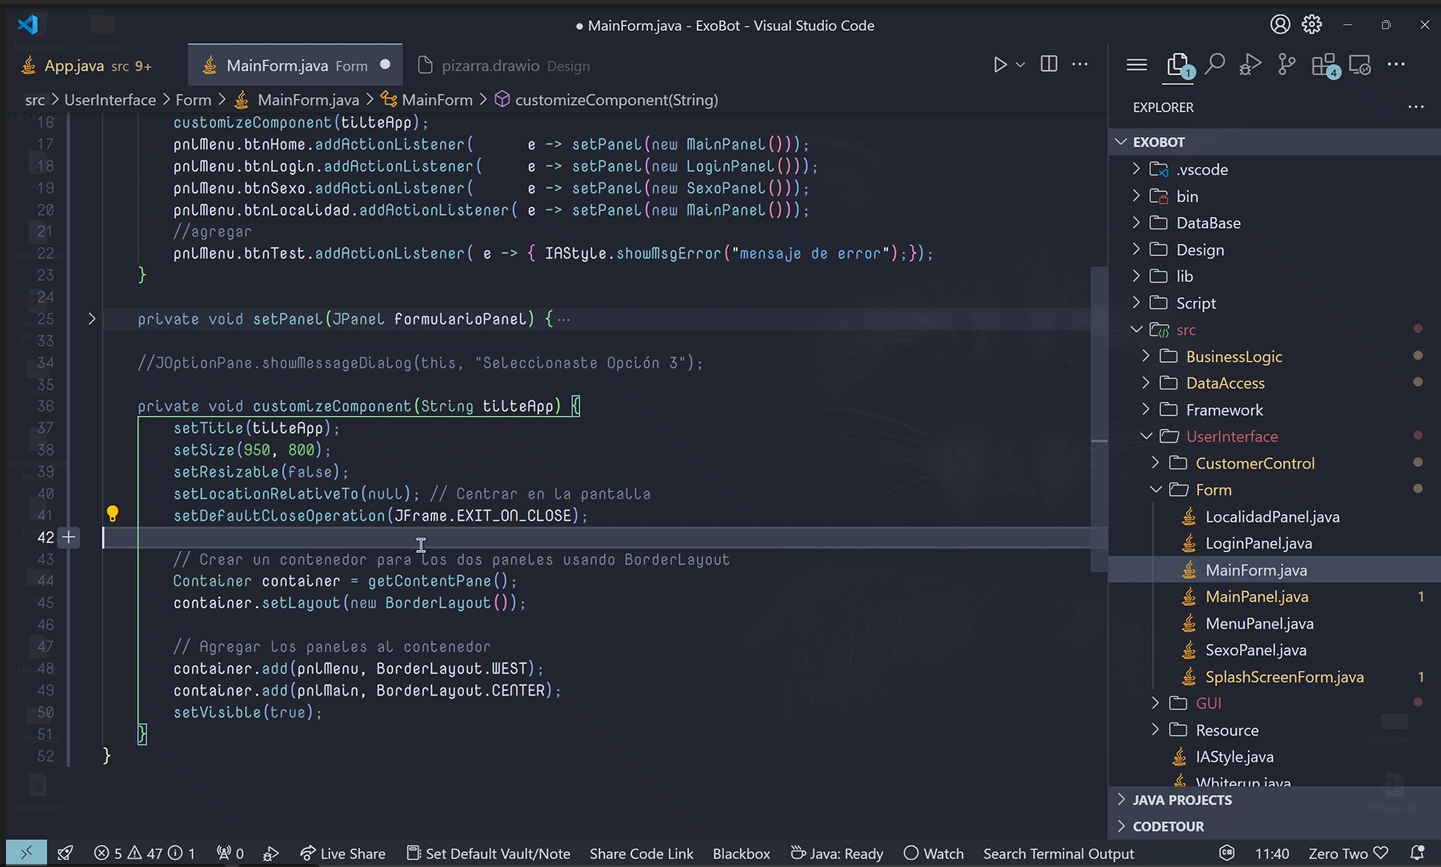 ● MainForm.java - ExoBot - Visual Studio Code
App.java src 9+
MainForm.java Form ●
pizarra.drawio Design
src > UserInterface > Form > MainForm.java > MainForm > customizeComponent(String)
16 customizeComponent(tilteApp);
17 pnlMenu.btnHome.addActionListener( e -> setPanel(new MainPanel()));
18 pnlMenu.btnLogin.addActionListener( e -> setPanel(new LoginPanel()));
19 pnlMenu.btnSexo.addActionListener( e -> setPanel(new SexoPanel()));
20 pnlMenu.btnLocalidad.addActionListener( e -> setPanel(new MainPanel()));
21 //agregar
22 pnlMenu.btnTest.addActionListener( e -> { IAStyle.showMsgError("mensaje de error");});
23 }
24
25 private void setPanel(JPanel formularioPanel) { ...
33
34 //JOptionPane.showMessageDialog(this, "Seleccionaste Opción 3");
35
36 private void customizeComponent(String tilteApp) {
37 setTitle(tilteApp);
38 setSize(950, 800);
39 setResizable(false);
40 setLocationRelativeTo(null); // Centrar en la pantalla
41 setDefaultCloseOperation(JFrame.EXIT_ON_CLOSE);
42
43 // Crear un contenedor para los dos paneles usando BorderLayout
44 Container container = getContentPane();
45 container.setLayout(new BorderLayout());
46
47 // Agregar los paneles al contenedor
48 container.add(pnlMenu, BorderLayout.WEST);
49 container.add(pnlMain, BorderLayout.CENTER);
50 setVisible(true);
51 }
52 }
1
4
EXPLORER
EXOBOT
.vscode
bin
DataBase
Design
lib
Script
src
BusinessLogic
DataAccess
Framework
UserInterface
CustomerControl
Form
LocalidadPanel.java
LoginPanel.java
MainForm.java
MainPanel.java 1
MenuPanel.java
SexoPanel.java
SplashScreenForm.java 1
GUI
Resource
IAStyle.java
Whiterun.java
JAVA PROJECTS
CODETOUR
5 47 1 0 Live Share Set Default Vault/Note Share Code Link Blackbox Java: Ready Watch Search Terminal Output 11:40 Zero Two